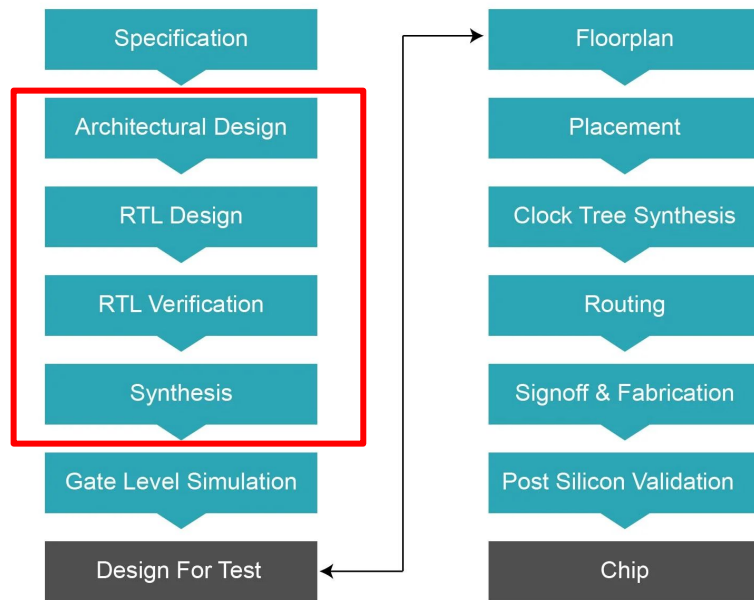 Specification
Architectural Design
RTL Design
RTL Verification
Synthesis
Gate Level Simulation
Design For Test
Floorplan
Placement
Clock Tree Synthesis
Routing
Signoff & Fabrication
Post Silicon Validation
Chip